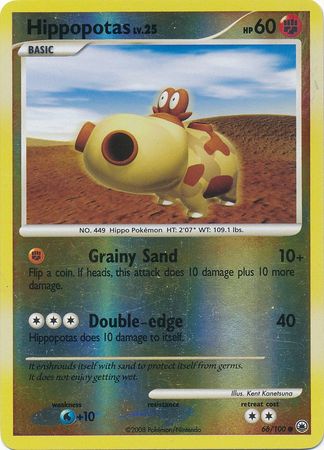 Hippopotas LV.25 HP 60
BASIC
NO. 449 Hippo Pokémon HT: 2'07" WT: 109.1 lbs.
Grainy Sand 10+
Flip a coin. If heads, this attack does 10 damage plus 10 more
damage.
Double-edge 40
Hippopotas does 10 damage to itself.
It enshrouds itself with sand to protect itself from germs.
It does not enjoy getting wet.
Illus. Kent Kanetsuna
weakness resistance retreat cost
+10
©2008 Pokémon/Nintendo 66/100